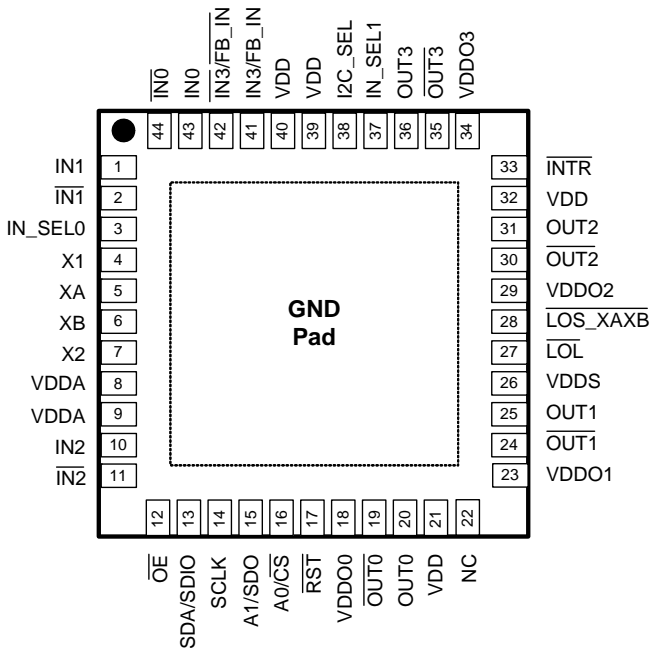 IN0
IN0
IN3/FB_IN
IN3/FB_IN
VDD
VDD
I2C_SEL
IN_SEL1
OUT3
OUT3
VDDO3
44
43
42
41
40
39
38
37
36
35
34
IN1 1
IN1 2
IN_SEL0 3
X1 4
XA 5
XB 6
X2 7
VDDA 8
VDDA 9
IN2 10
IN2 11
GND
Pad
33 INTR
32 VDD
31 OUT2
30 OUT2
29 VDDO2
28 LOS_XAXB
27 LOL
26 VDDS
25 OUT1
24 OUT1
23 VDDO1
12
13
14
15
16
17
18
19
20
21
22
OE
SDA/SDIO
SCLK
A1/SDO
A0/CS
RST
VDDO0
OUT0
OUT0
VDD
NC